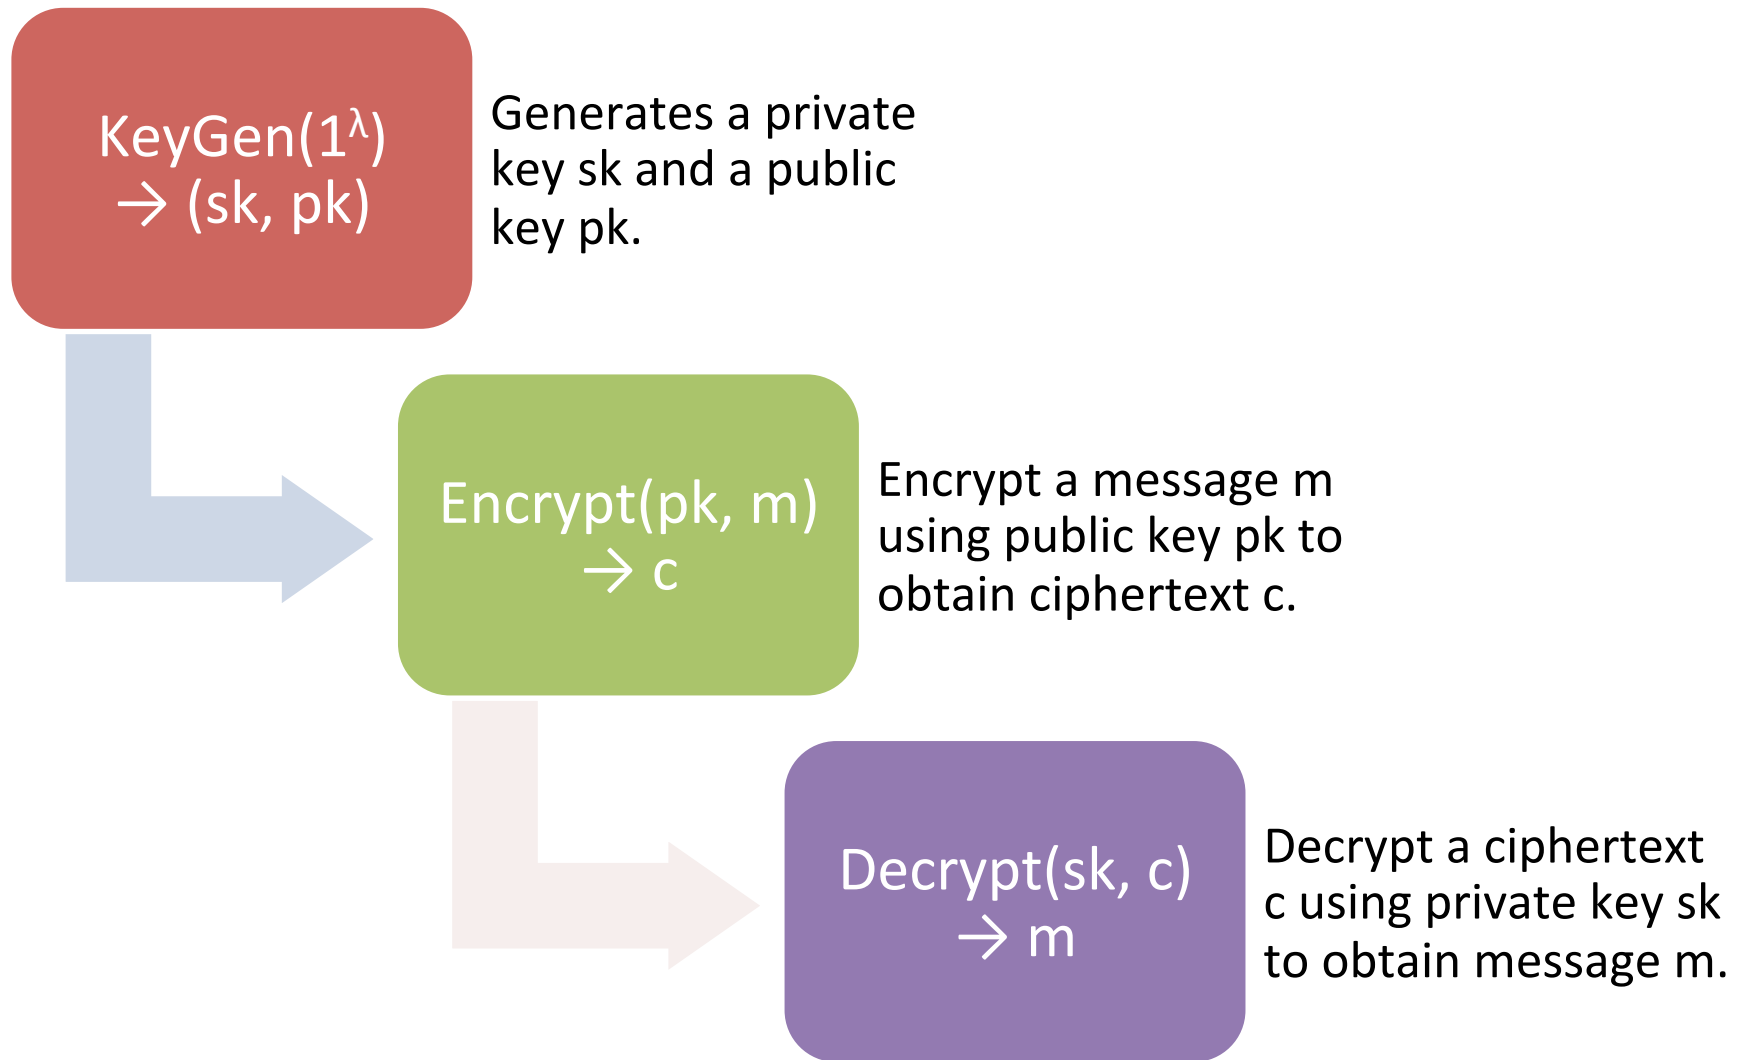 KeyGen(1^λ)
→ (sk, pk)
Generates a private
key sk and a public
key pk.
Encrypt(pk, m)
→ c
Encrypt a message m
using public key pk to
obtain ciphertext c.
Decrypt(sk, c)
→ m
Decrypt a ciphertext
c using private key sk
to obtain message m.